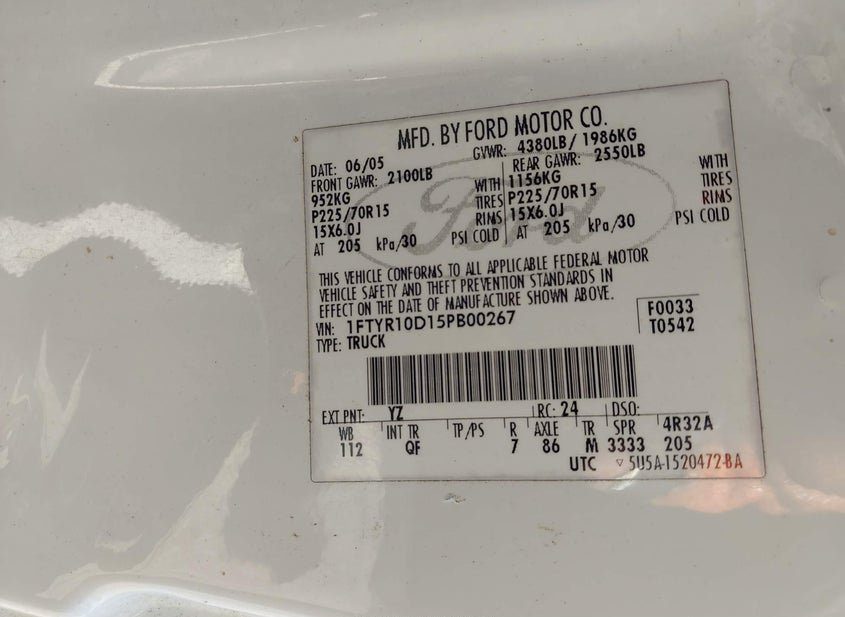 MFD. BY FORD MOTOR CO.
DATE: 06/05 GVWR: 4380LB/ 1986KG
FRONT GAWR: 2100LB REAR GAWR: 2550LB
952KG WITH 1156KG WITH
P225/70R15 TIRES P225/70R15 TIRES
15X6.0J RIMS 15X6.0J RIMS
AT 205 kPa/30 PSI COLD AT 205 kPa/30 PSI COLD
Ford
THIS VEHICLE CONFORMS TO ALL APPLICABLE FEDERAL MOTOR
VEHICLE SAFETY AND THEFT PREVENTION STANDARDS IN
EFFECT ON THE DATE OF MANUFACTURE SHOWN ABOVE.
VIN: 1FTYR10D15PB00267 F0033
TYPE: TRUCK T0542
EXT PNT: YZ RC: 24 DSO:
WB INT TR TP/PS R AXLE TR SPR 4R32A
112 QF 7 86 M 3333 205
UTC ▽ 5U5A-1520472-BA